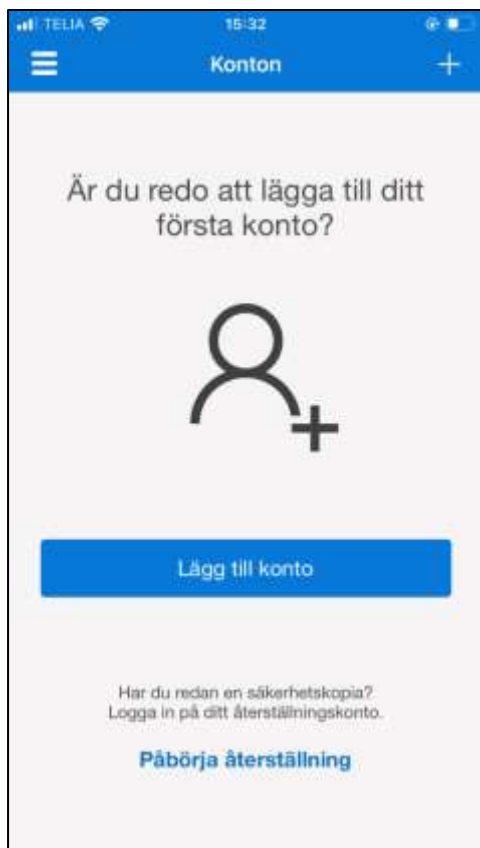 TELIA
15:32
Konton
Är du redo att lägga till ditt
första konto?
Lägg till konto
Har du redan en säkerhetskopia?
Logga in på ditt återställningskonto.
Påbörja återställning